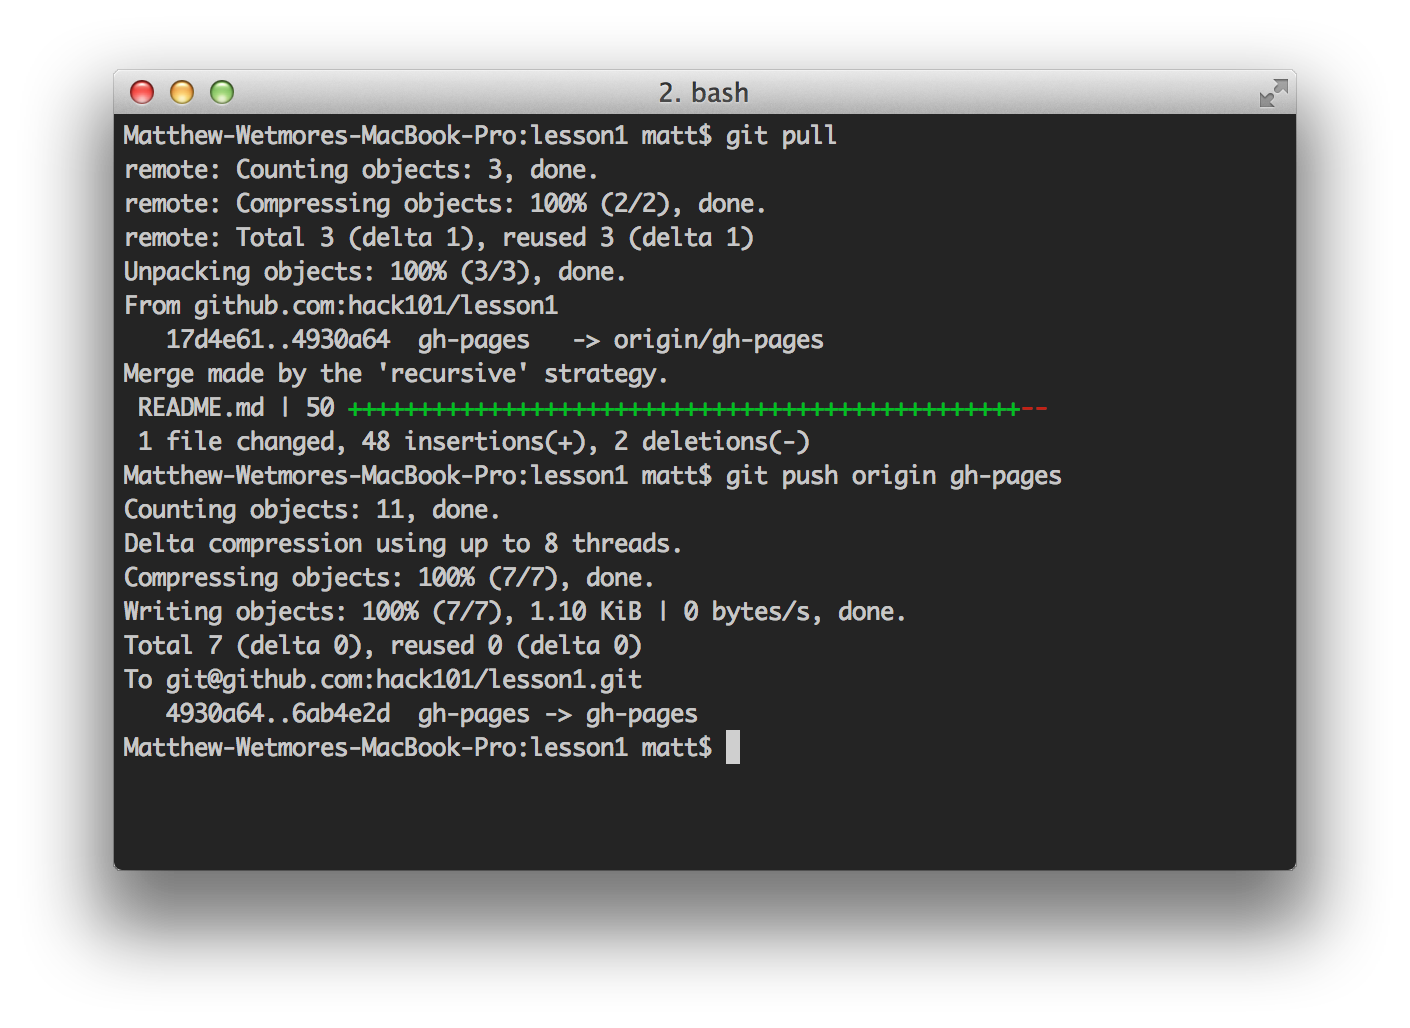 2. bash
Matthew-Wetmores-MacBook-Pro:lesson1 matt$ git pull
remote: Counting objects: 3, done.
remote: Compressing objects: 100% (2/2), done.
remote: Total 3 (delta 1), reused 3 (delta 1)
Unpacking objects: 100% (3/3), done.
From github.com:hack101/lesson1
   17d4e61..4930a64  gh-pages   -> origin/gh-pages
Merge made by the 'recursive' strategy.
 README.md | 50 ++++++++++++++++++++++++++++++++++++++++++++++++--
 1 file changed, 48 insertions(+), 2 deletions(-)
Matthew-Wetmores-MacBook-Pro:lesson1 matt$ git push origin gh-pages
Counting objects: 11, done.
Delta compression using up to 8 threads.
Compressing objects: 100% (7/7), done.
Writing objects: 100% (7/7), 1.10 KiB | 0 bytes/s, done.
Total 7 (delta 0), reused 0 (delta 0)
To git@github.com:hack101/lesson1.git
   4930a64..6ab4e2d  gh-pages -> gh-pages
Matthew-Wetmores-MacBook-Pro:lesson1 matt$